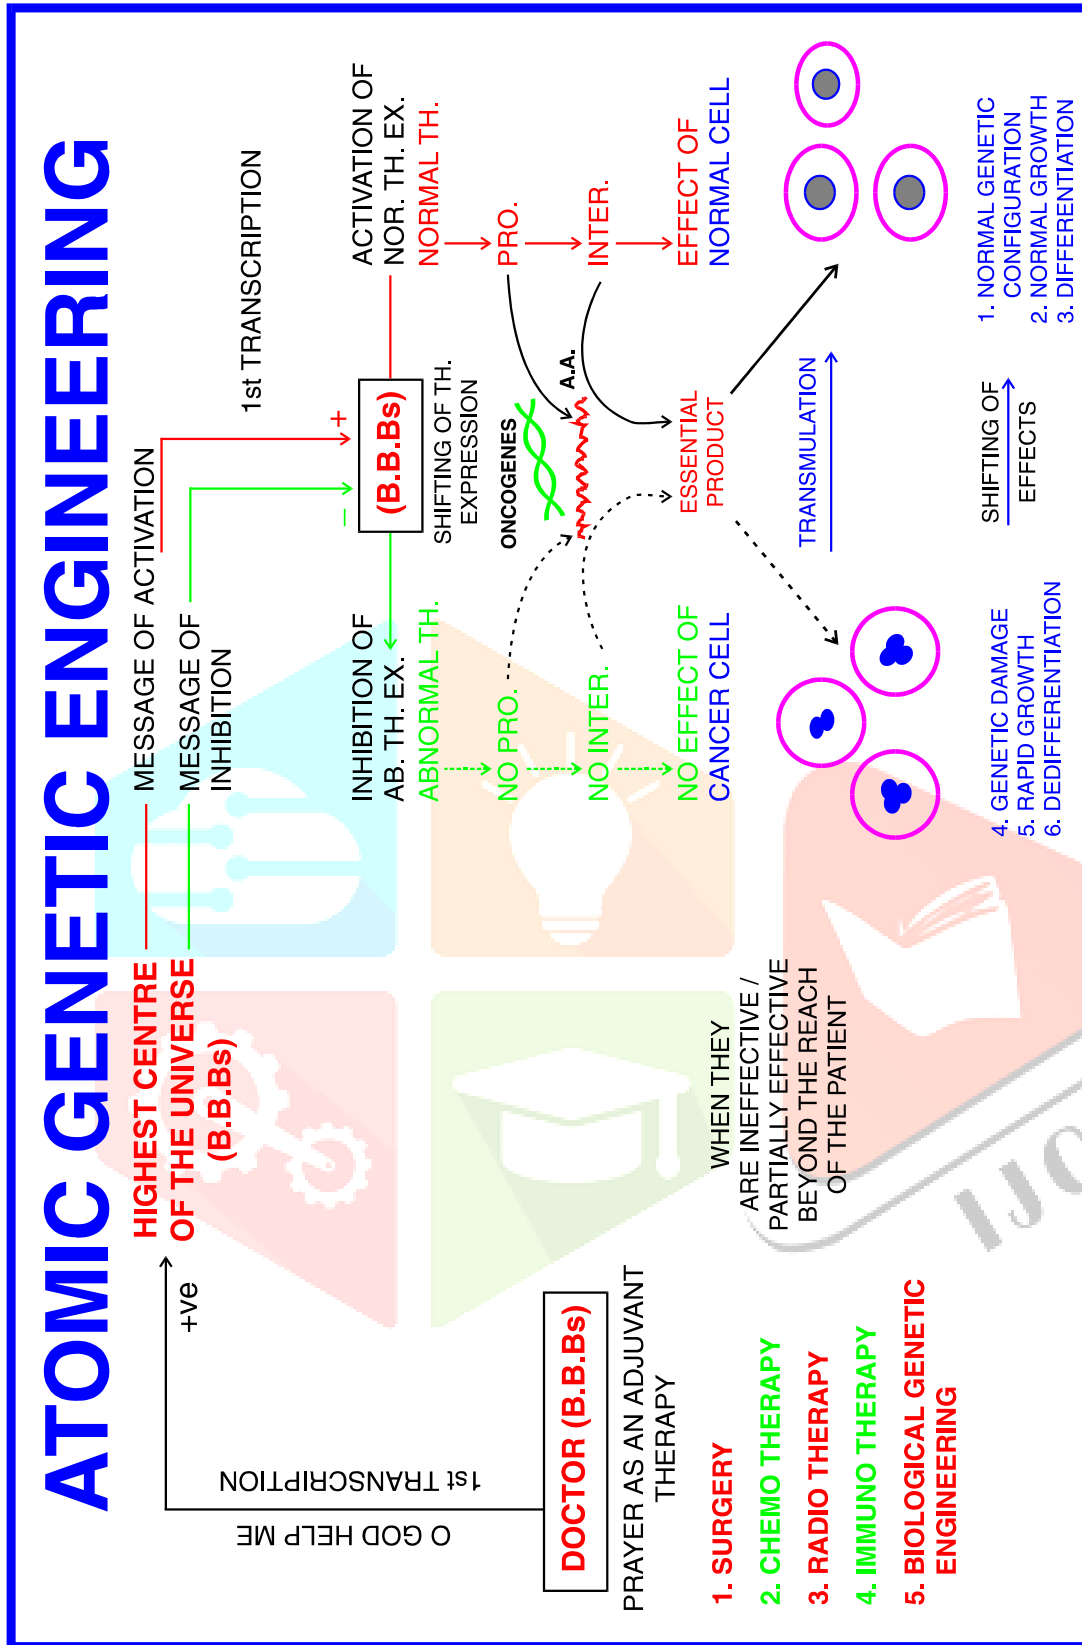 ATOMIC GENETIC ENGINEERING
O GOD HELP ME
1st TRANSCRIPTION
+ve
HIGHEST CENTRE
OF THE UNIVERSE
(B.B.Bs)
MESSAGE OF ACTIVATION
MESSAGE OF
INHIBITION
1st TRANSCRIPTION
– +
(B.B.Bs)
SHIFTING OF TH.
EXPRESSION
INHIBITION OF
AB. TH. EX.
ABNORMAL TH.
NO PRO.
NO INTER.
NO EFFECT OF
CANCER CELL
ACTIVATION OF
NOR. TH. EX.
NORMAL TH.
PRO.
INTER.
EFFECT OF
NORMAL CELL
ONCOGENES
A.A.
ESSENTIAL
PRODUCT
DOCTOR (B.B.Bs)
PRAYER AS AN ADJUVANT
THERAPY
1. SURGERY
2. CHEMO THERAPY
3. RADIO THERAPY
4. IMMUNO THERAPY
5. BIOLOGICAL GENETIC
ENGINEERING
WHEN THEY
ARE INEFFECTIVE /
PARTIALLY EFFECTIVE
BEYOND THE REACH
OF THE PATIENT
TRANSMULATION
SHIFTING OF
EFFECTS
4. GENETIC DAMAGE
5. RAPID GROWTH
6. DEDIFFERENTIATION
1. NORMAL GENETIC
CONFIGURATION
2. NORMAL GROWTH
3. DIFFERENTIATION